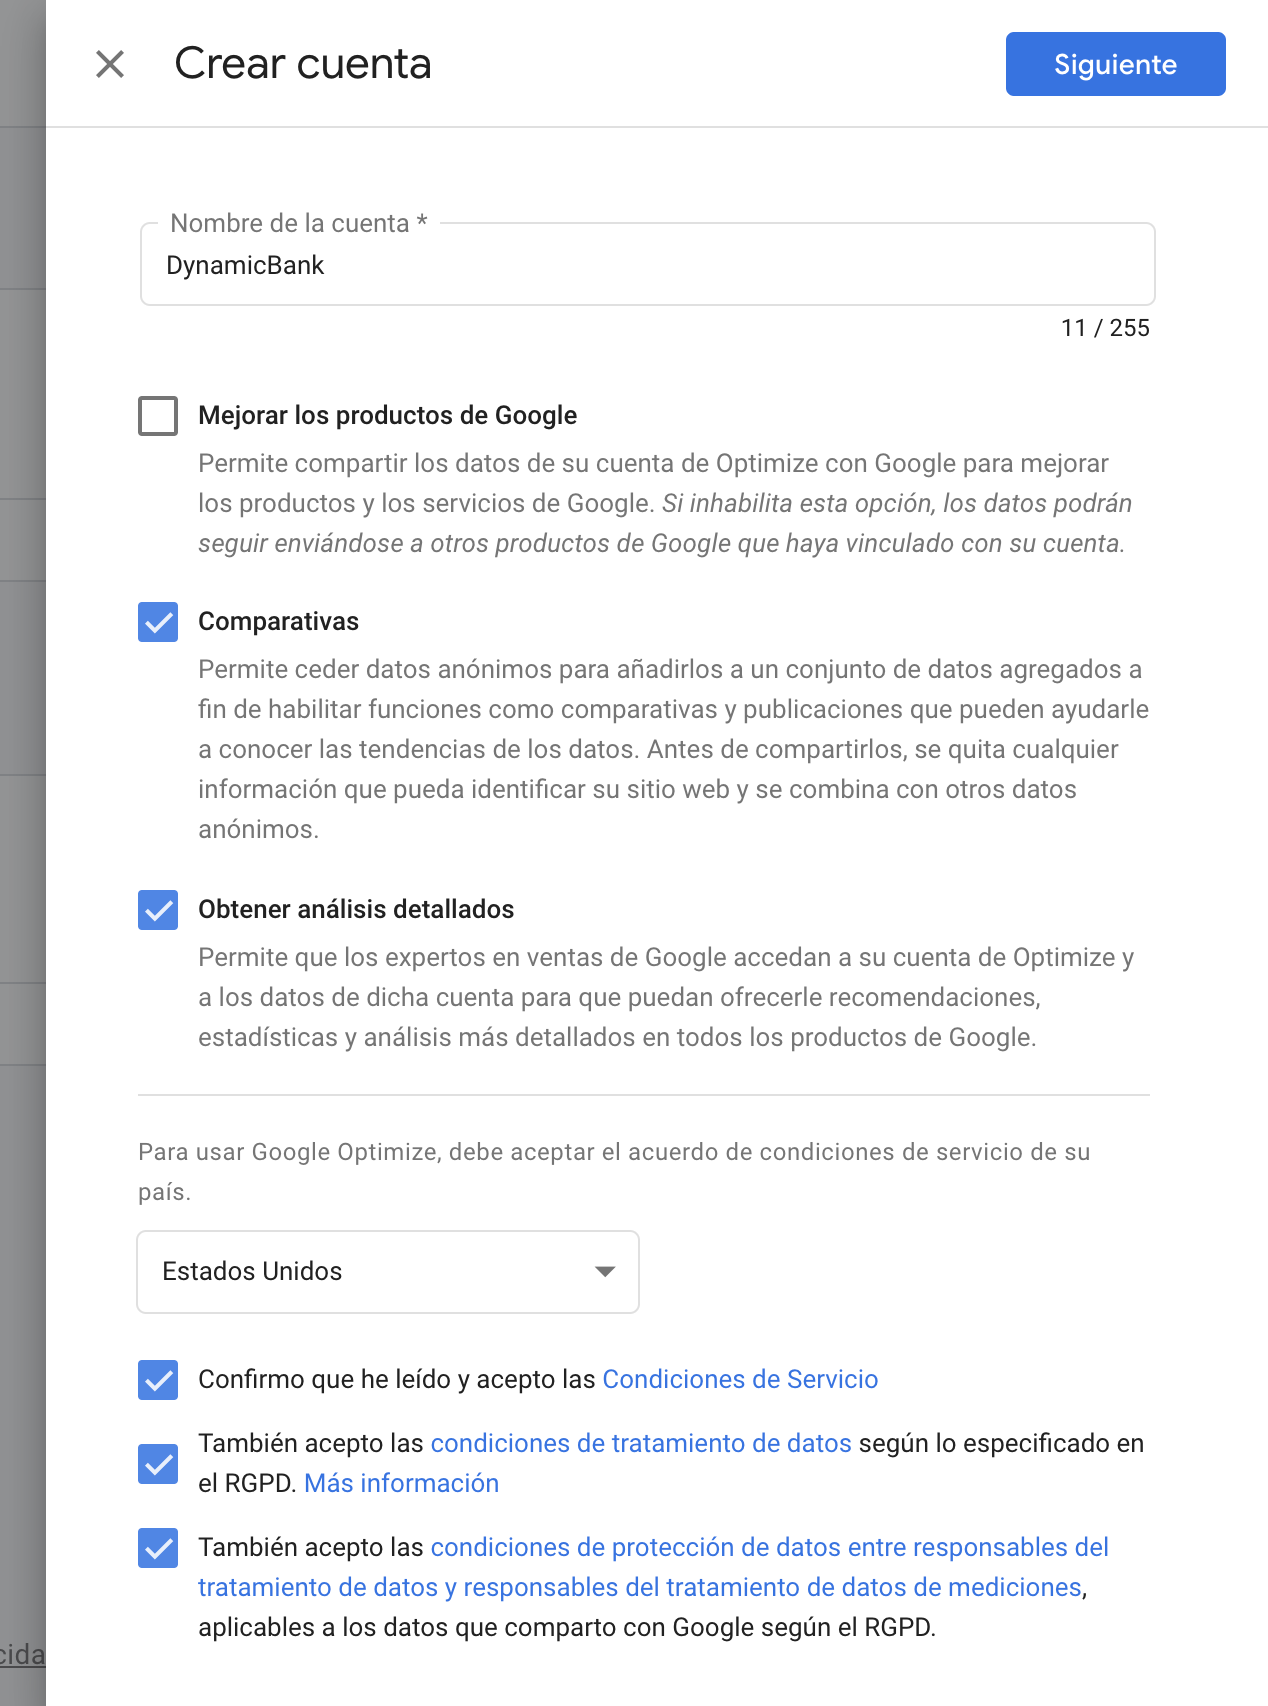 Crear cuenta
Siguiente
Nombre de la cuenta *
DynamicBank
11 / 255
Mejorar los productos de Google
Permite compartir los datos de su cuenta de Optimize con Google para mejorar
los productos y los servicios de Google. Si inhabilita esta opción, los datos podrán
seguir enviándose a otros productos de Google que haya vinculado con su cuenta.
Comparativas
Permite ceder datos anónimos para añadirlos a un conjunto de datos agregados a
fin de habilitar funciones como comparativas y publicaciones que pueden ayudarle
a conocer las tendencias de los datos. Antes de compartirlos, se quita cualquier
información que pueda identificar su sitio web y se combina con otros datos
anónimos.
Obtener análisis detallados
Permite que los expertos en ventas de Google accedan a su cuenta de Optimize y
a los datos de dicha cuenta para que puedan ofrecerle recomendaciones,
estadísticas y análisis más detallados en todos los productos de Google.
Para usar Google Optimize, debe aceptar el acuerdo de condiciones de servicio de su
país.
Estados Unidos
Confirmo que he leído y acepto las Condiciones de Servicio
También acepto las condiciones de tratamiento de datos según lo especificado en
el RGPD. Más información
También acepto las condiciones de protección de datos entre responsables del
tratamiento de datos y responsables del tratamiento de datos de mediciones,
aplicables a los datos que comparto con Google según el RGPD.